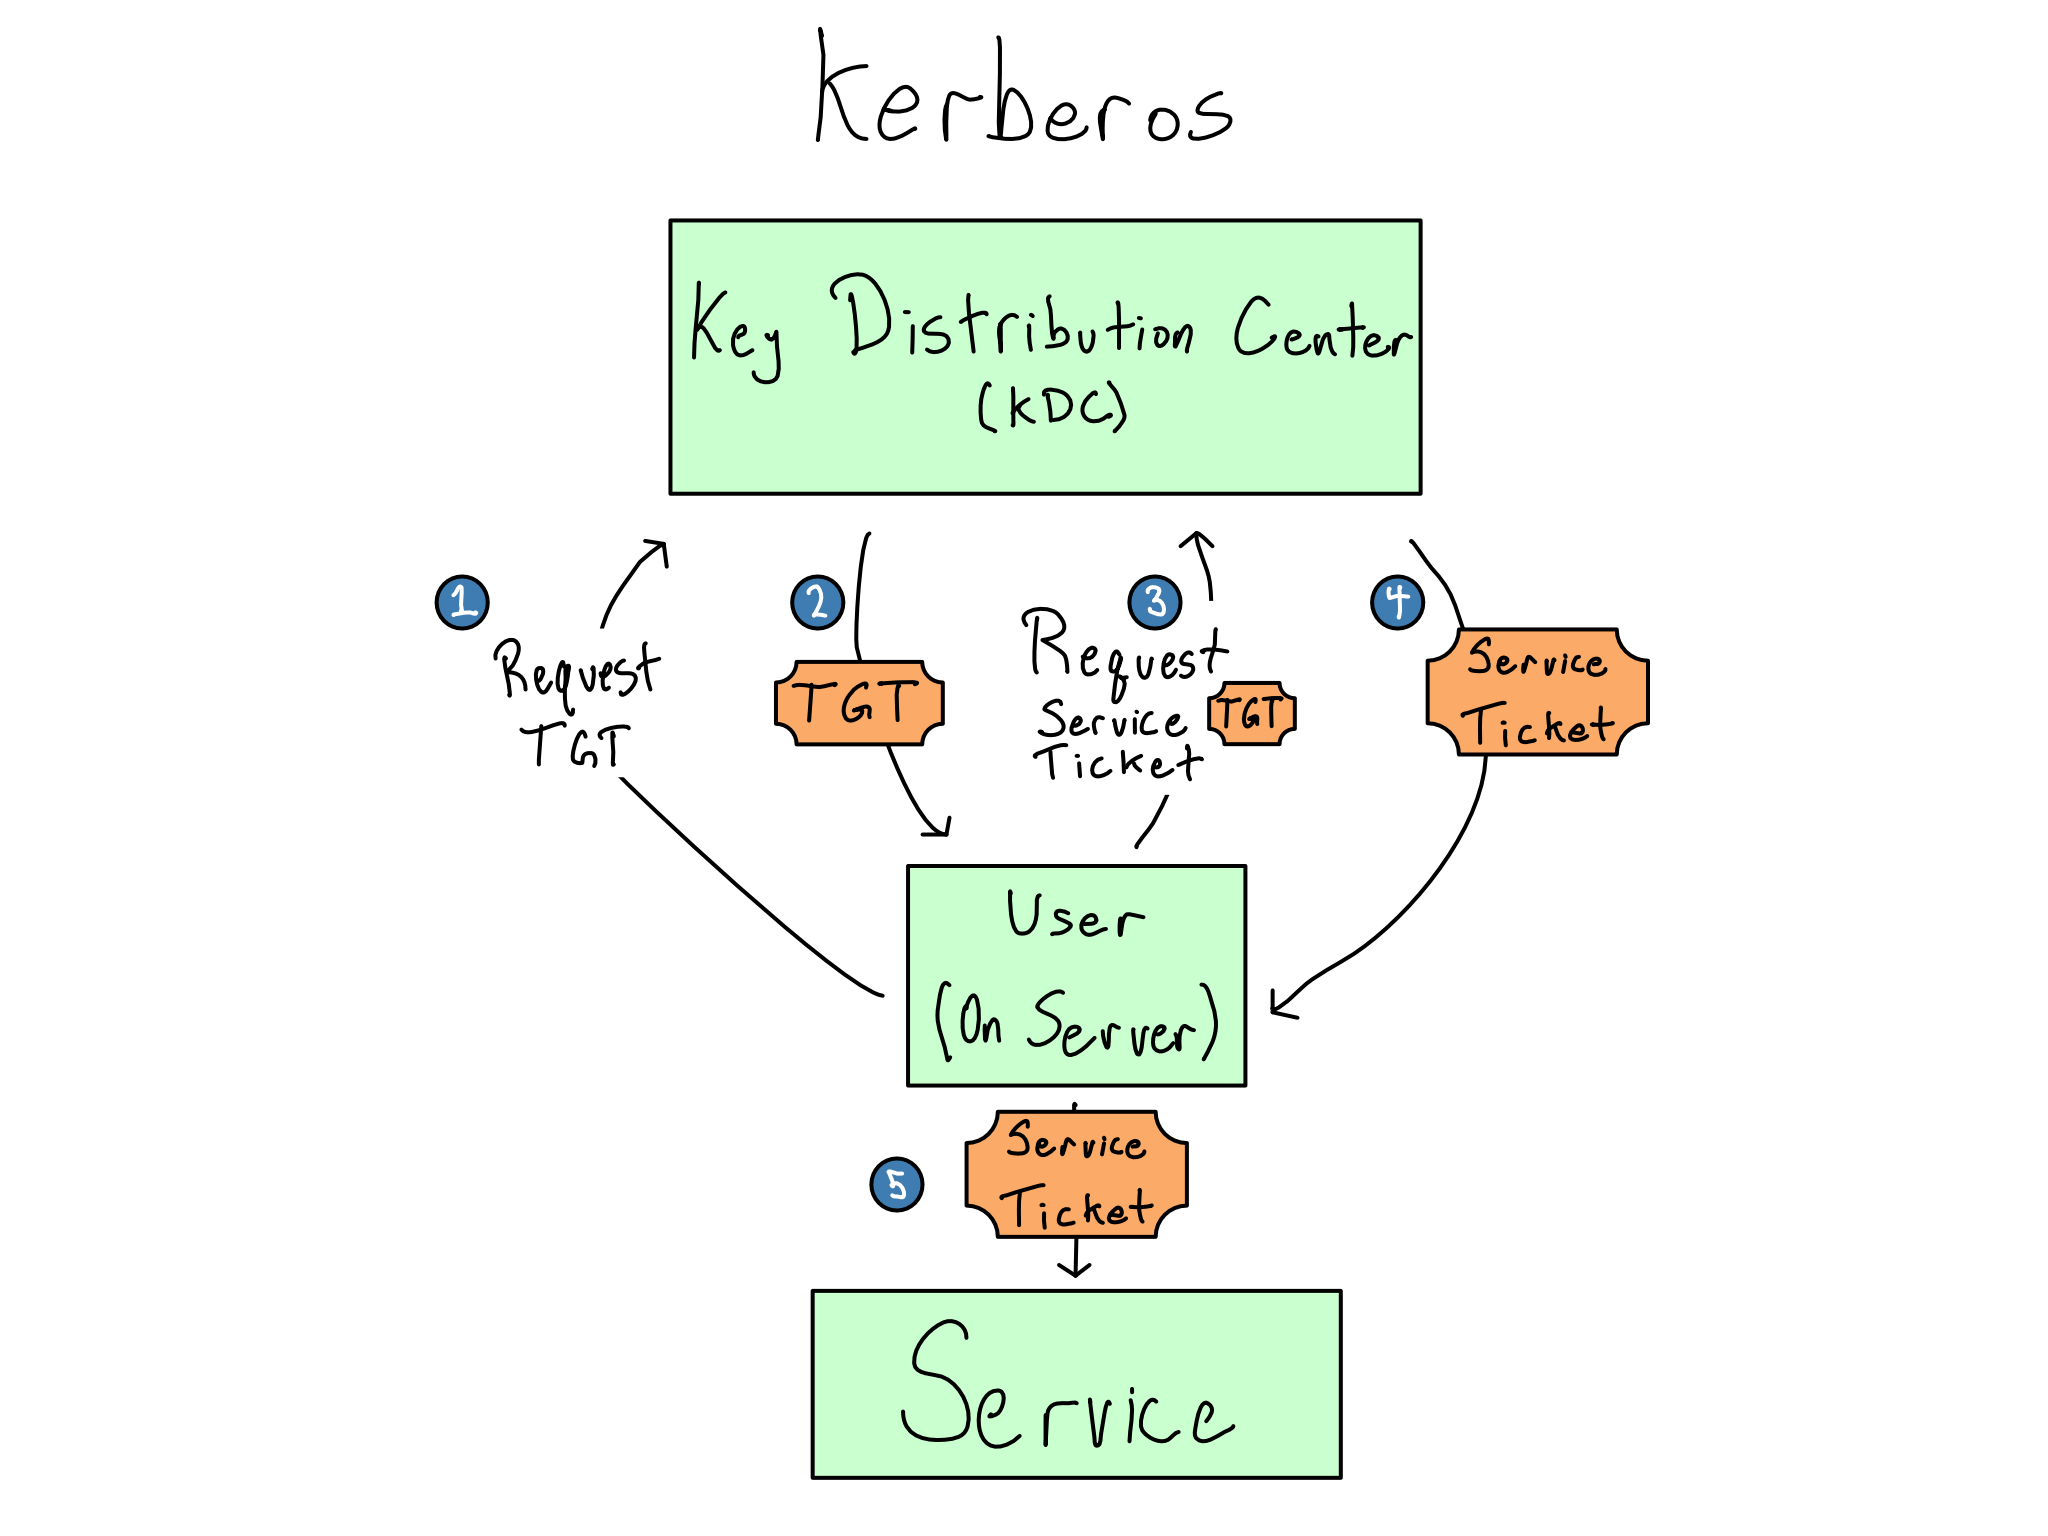 Kerberos
Key Distribution Center
(KDC)
1
Request
TGT
2
TGT
3
Request
Service
Ticket
TGT
4
Service
Ticket
User
(On Server)
5
Service
Ticket
Service